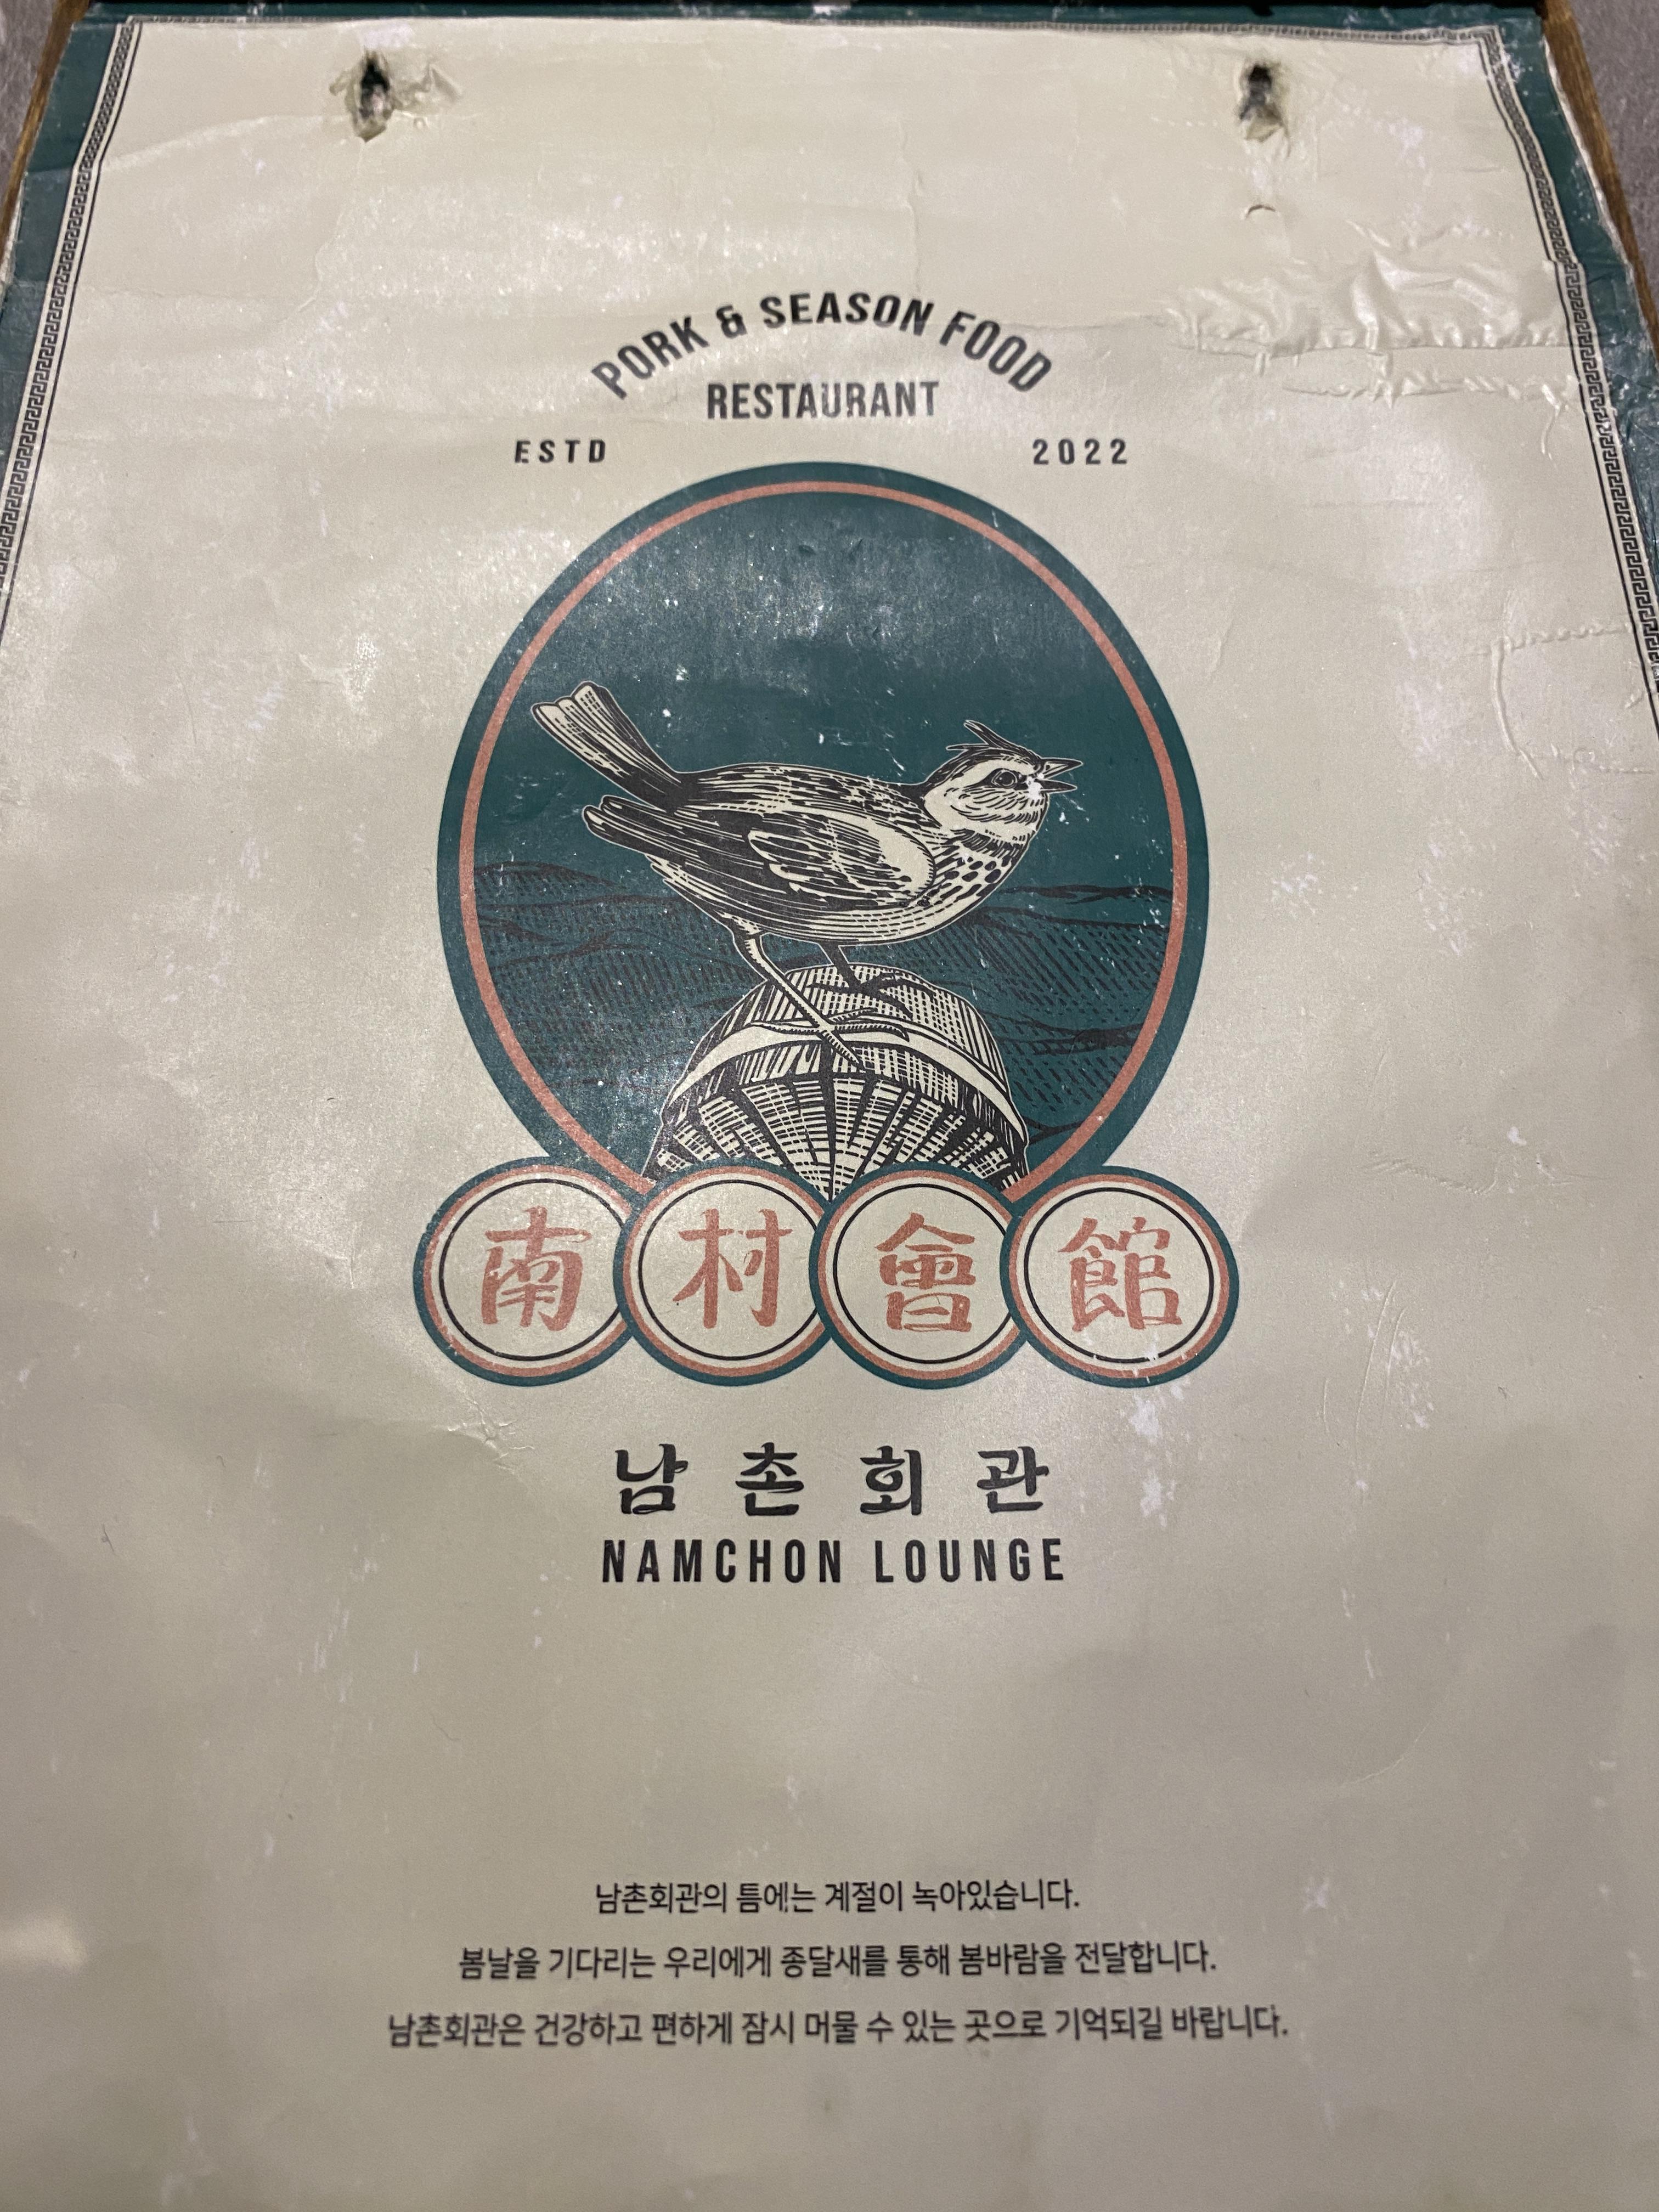 PORK & SEASON FOOD
RESTAURANT
ESTD 2022
南村會館
남촌회관
NAMCHON LOUNGE
남촌회관의 틈에는 계절이 녹아있습니다.
봄날을 기다리는 우리에게 종달새를 통해 봄바람을 전달합니다.
남촌회관은 건강하고 편하게 잠시 머물 수 있는 곳으로 기억되길 바랍니다.